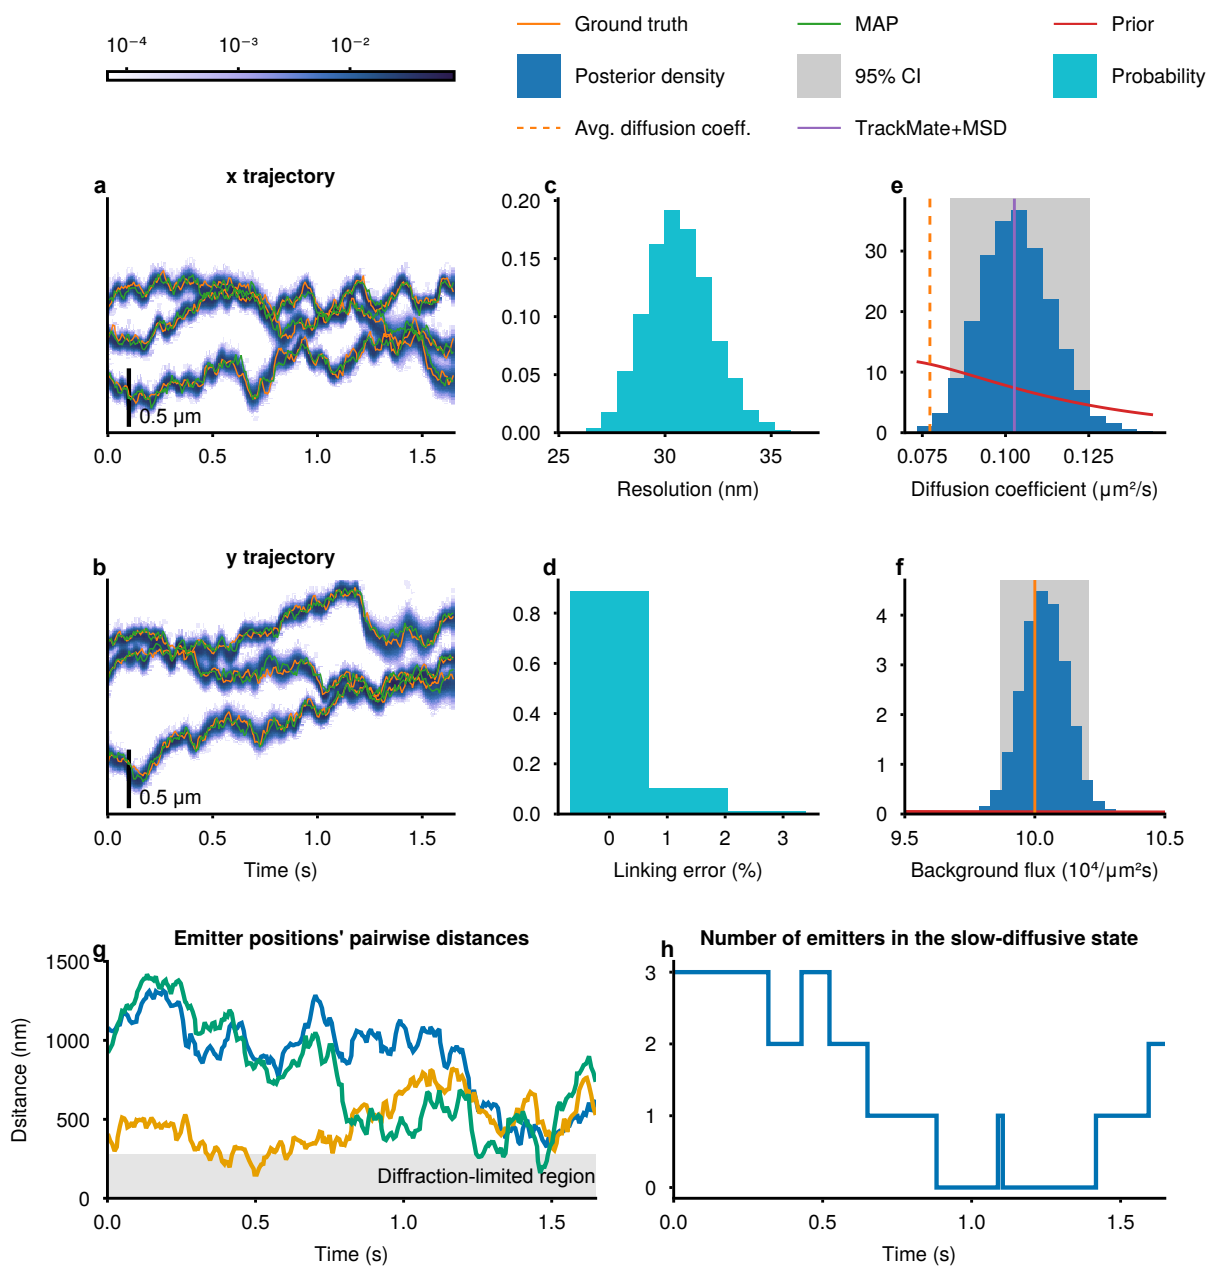 10⁻⁴ 10⁻³ 10⁻²
Ground truth MAP Prior
Posterior density 95% CI Probability
Avg. diffusion coeff. TrackMate+MSD
a x trajectory
0.5 µm
0.0 0.5 1.0 1.5
c
0.20
0.15
0.10
0.05
0.00
25 30 35
Resolution (nm)
e
30
20
10
0
0.075 0.100 0.125
Diffusion coefficient (µm²/s)
b y trajectory
0.5 µm
0.0 0.5 1.0 1.5
Time (s)
d
0.8
0.6
0.4
0.2
0.0
0 1 2 3
Linking error (%)
f
4
3
2
1
0
9.5 10.0 10.5
Background flux (10⁴/µm²s)
g Emitter positions' pairwise distances
Dsitance (nm)
1500
1000
500
0
Diffraction-limited region
0.0 0.5 1.0 1.5
Time (s)
h Number of emitters in the slow-diffusive state
3
2
1
0
0.0 0.5 1.0 1.5
Time (s)